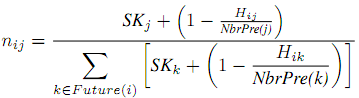 n_{ij} = \frac{SK_j + \left(1 - \frac{H_{ij}}{NbrPre(j)}\right)}{\sum_{k \in Future(i)} \left[SK_k + \left(1 - \frac{H_{ik}}{NbrPre(k)}\right)\right]}